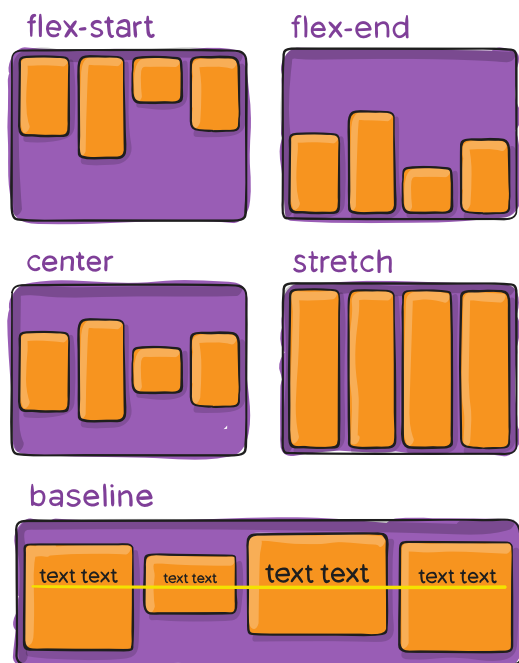 flex-start
flex-end
center
stretch
baseline
text text
text text
text text
text text